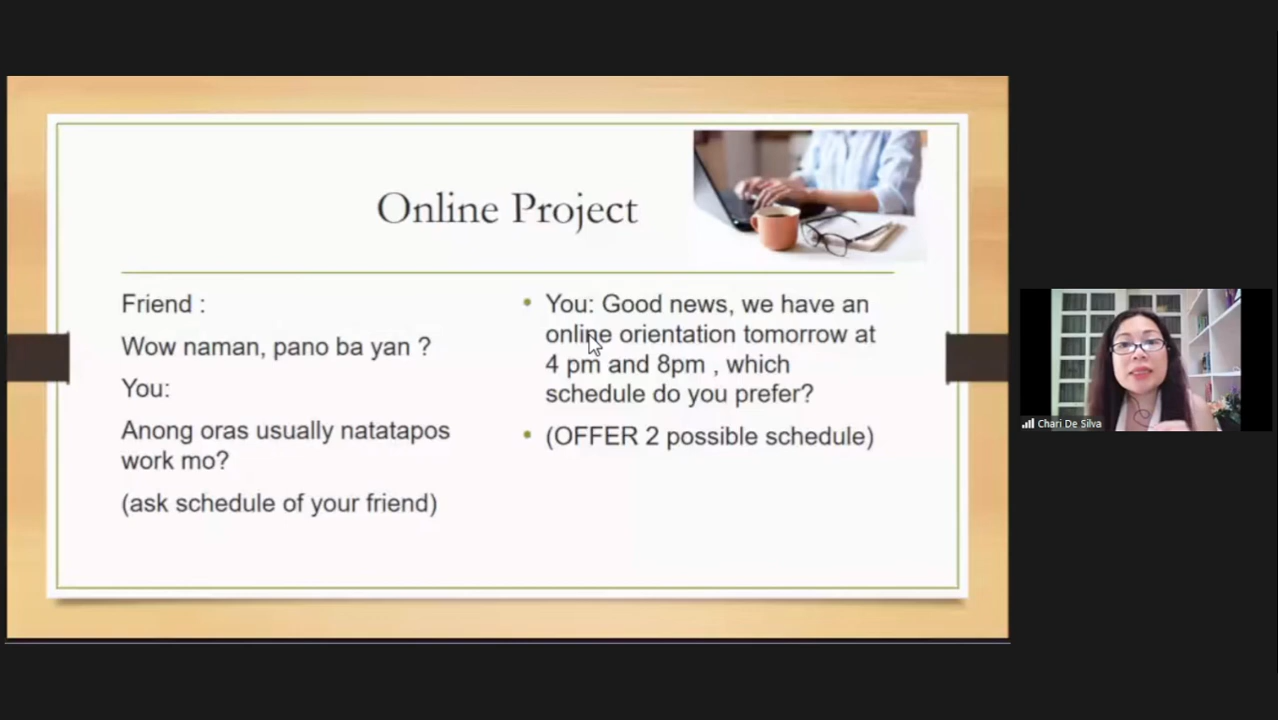 Online Project
Friend :
Wow naman, pano ba yan ?
You:
Anong oras usually natatapos
work mo?
(ask schedule of your friend)
You: Good news, we have an
online orientation tomorrow at
4 pm and 8pm , which
schedule do you prefer?
(OFFER 2 possible schedule)
Chari De Silva